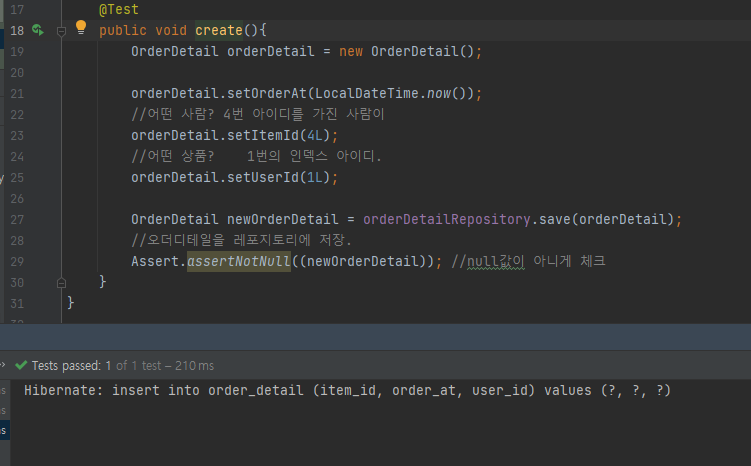 17 @Test
18 public void create(){
19 OrderDetail orderDetail = new OrderDetail();
20
21 orderDetail.setOrderAt(LocalDateTime.now());
22 //어떤 사람? 4번 아이디를 가진 사람이
23 orderDetail.setItemId(4L);
24 //어떤 상품? 1번의 인덱스 아이디.
25 orderDetail.setUserId(1L);
26
27 OrderDetail newOrderDetail = orderDetailRepository.save(orderDetail);
28 //오더디테일을 레포지토리에 저장.
29 Assert.assertNotNull((newOrderDetail)); //null값이 아니게 체크
30 }
31 }
Tests passed: 1 of 1 test – 210 ms
Hibernate: insert into order_detail (item_id, order_at, user_id) values (?, ?, ?)